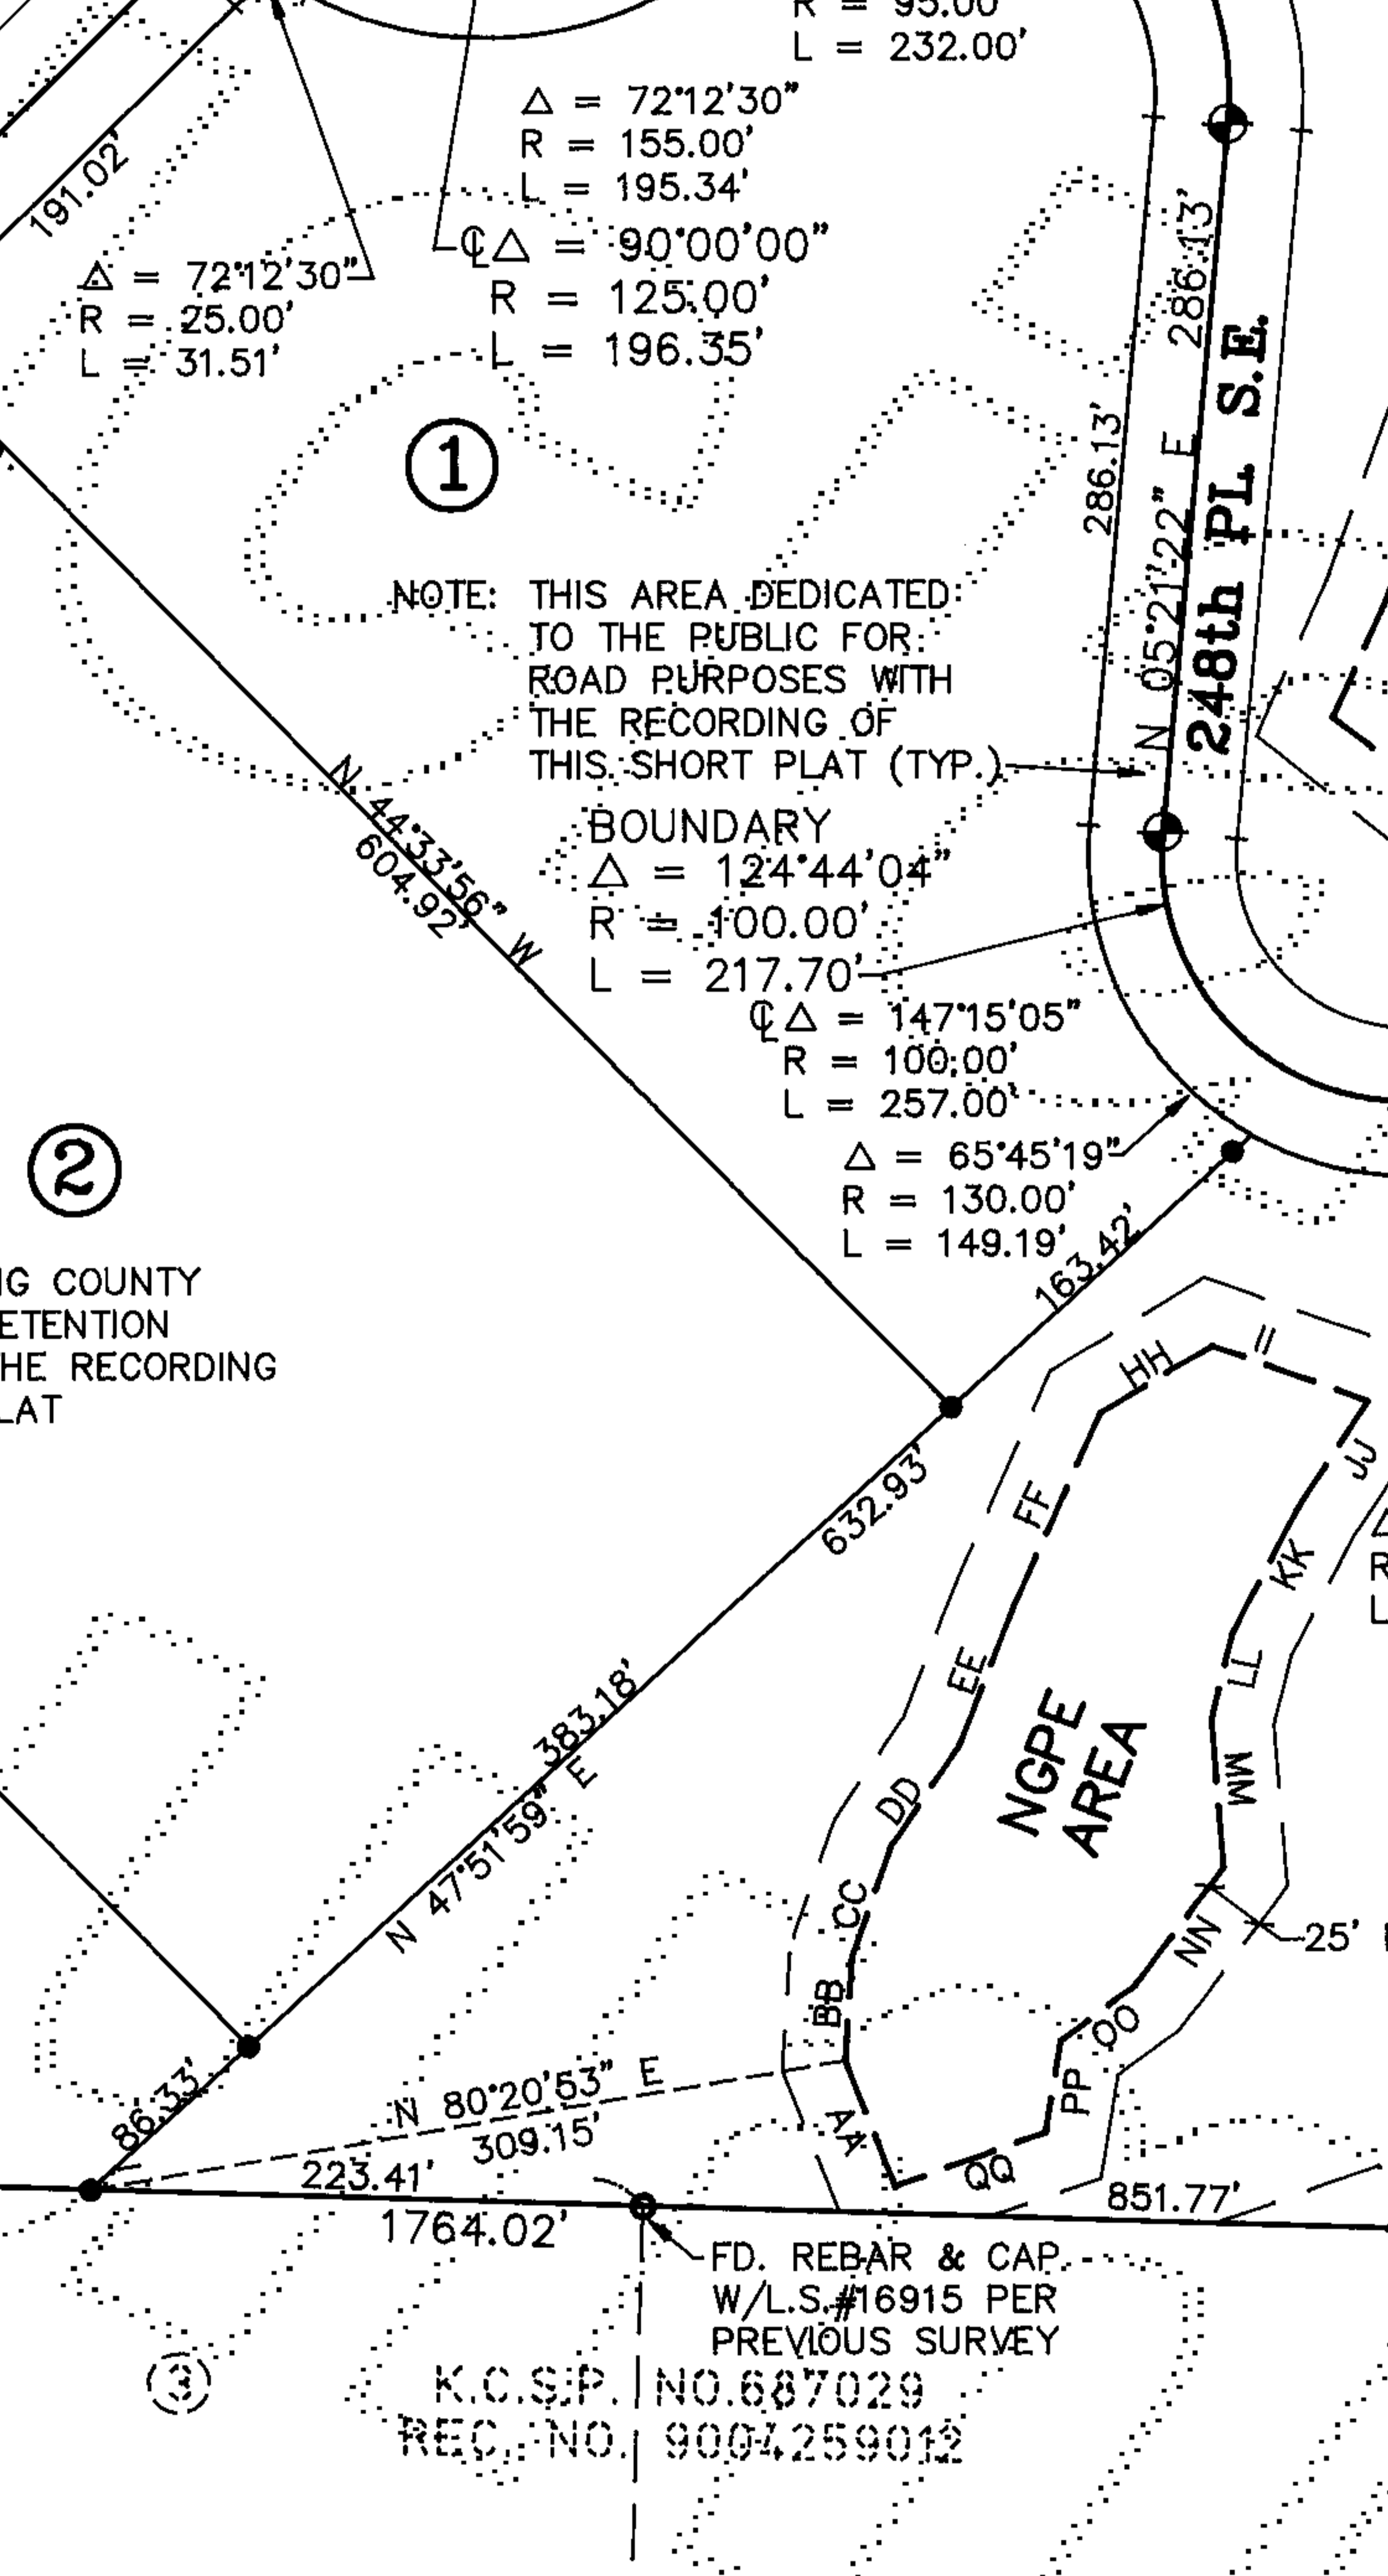 R = 95.00'
L = 232.00'
Δ = 72°12'30"
R = 155.00'
L = 195.34'
191.02'
℄ Δ = 90°00'00"
R = 125.00'
L = 196.35'
Δ = 72°12'30"
R = 25.00'
L = 31.51'
286.13'
286.13'
N 05°21'22" E
248th PL S.E.
1
NOTE: THIS AREA DEDICATED
TO THE PUBLIC FOR
ROAD PURPOSES WITH
THE RECORDING OF
THIS SHORT PLAT (TYP.)
N 44°33'56" W
604.92'
BOUNDARY
Δ = 124°44'04"
R = 100.00'
L = 217.70'
℄ Δ = 147°15'05"
R = 100.00'
L = 257.00'
Δ = 65°45'19"
R = 130.00'
L = 149.19'
163.42'
2
NG COUNTY
ETENTION
HE RECORDING
LAT
632.93'
HH
II
JJ
FF
KK
EE
LL
R
L
383.18'
N 47°51'59" E
NGPE
AREA
MM
DD
CC
NN
25'
BB
OO
PP
86.33'
N 80°20'53" E
309.15'
AA
QQ
223.41'
1764.02'
851.77'
FD. REBAR & CAP
W/L.S.#16915 PER
PREVIOUS SURVEY
3
K.C.S.P. NO.687029
REC. NO. 9004259012